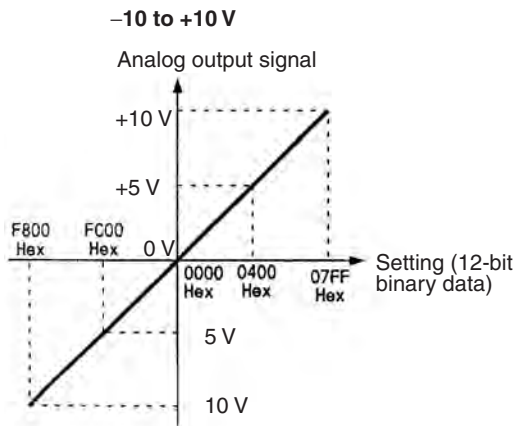 –10 to +10 V
Analog output signal
+10 V
+5 V
F800 Hex
FC00 Hex
0 V
0000 Hex
0400 Hex
07FF Hex
Setting (12-bit
binary data)
5 V
10 V